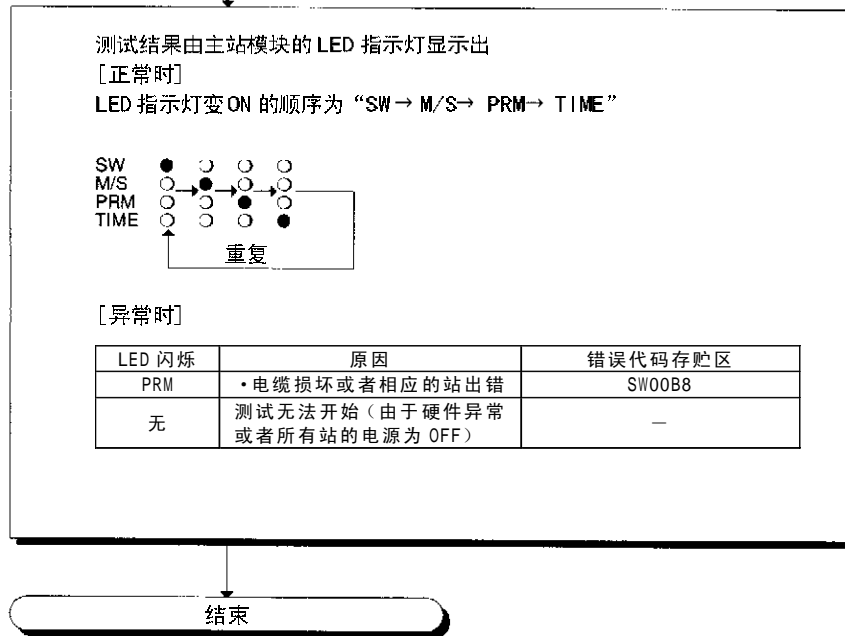 测试结果由主站模块的 LED 指示灯显示出
[正常时]
LED 指示灯变 ON 的顺序为“SW→ M/S→ PRM→ TIME”
SW
M/S
PRM
TIME
重复
[异常时]
LED 闪烁 原因 错误代码存贮区
PRM ·电缆损坏或者相应的站出错 SW00B8
无 测试无法开始（由于硬件异常 —
或者所有站的电源为 OFF）
结束